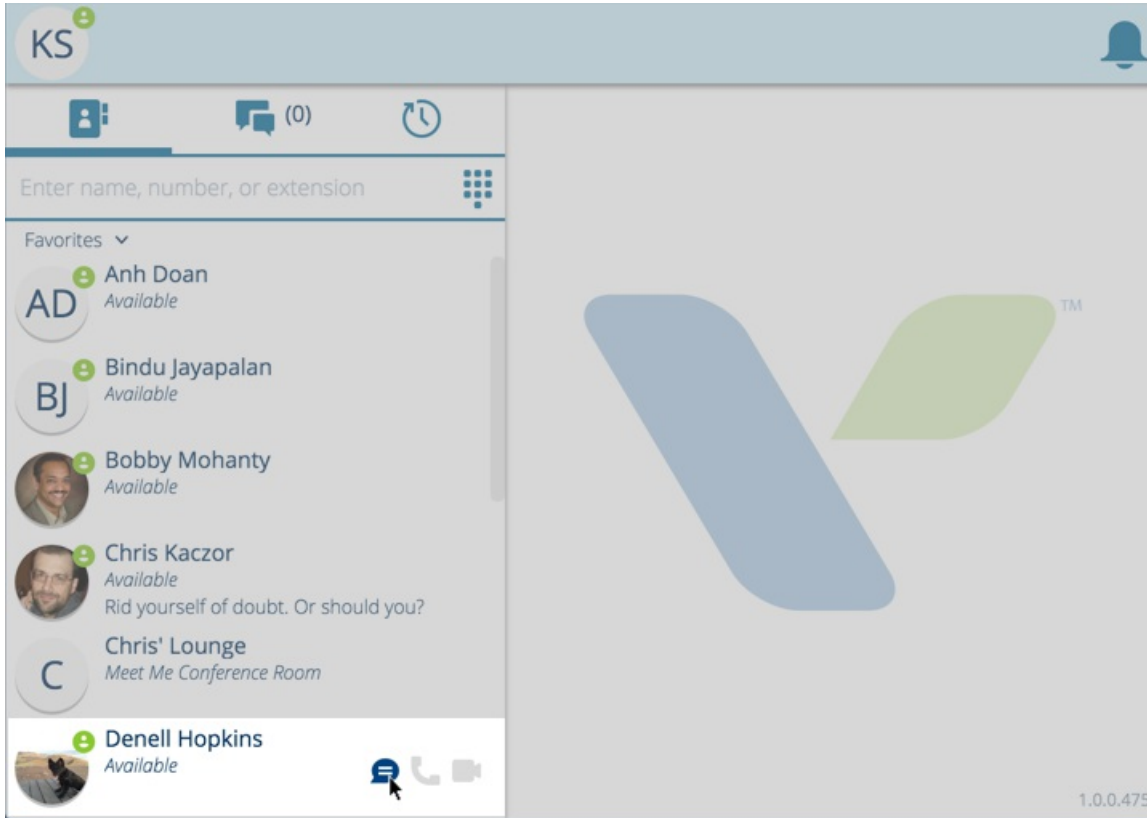 KS
(0)
Enter name, number, or extension
Favorites
AD
Anh Doan
Available
BJ
Bindu Jayapalan
Available
Bobby Mohanty
Available
Chris Kaczor
Available
Rid yourself of doubt. Or should you?
C
Chris' Lounge
Meet Me Conference Room
Denell Hopkins
Available
TM
1.0.0.475